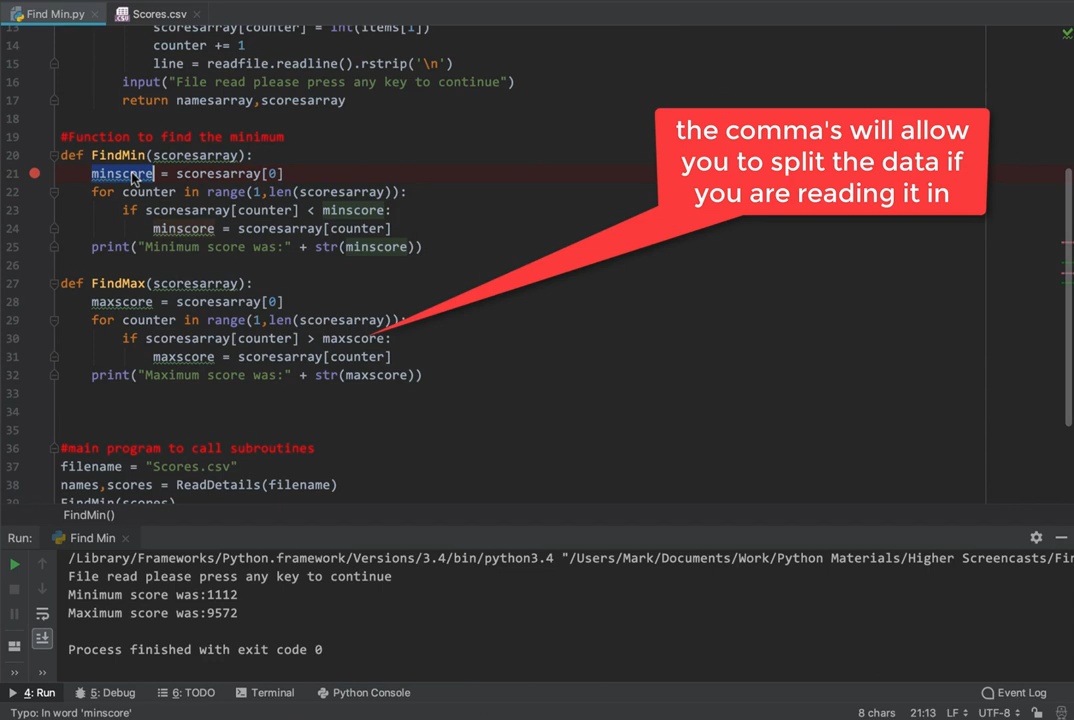 Find Min.py
Scores.csv
13 scoresarray[counter] = int(items[1])
14 counter += 1
15 line = readfile.readline().rstrip('\n')
16 input("File read please press any key to continue")
17 return namesarray,scoresarray
18
19 #Function to find the minimum
20 def FindMin(scoresarray):
21 minscore = scoresarray[0]
22 for counter in range(1,len(scoresarray)):
23 if scoresarray[counter] < minscore:
24 minscore = scoresarray[counter]
25 print("Minimum score was:" + str(minscore))
26
27 def FindMax(scoresarray):
28 maxscore = scoresarray[0]
29 for counter in range(1,len(scoresarray)):
30 if scoresarray[counter] > maxscore:
31 maxscore = scoresarray[counter]
32 print("Maximum score was:" + str(maxscore))
33
34
35
36 #main program to call subroutines
37 filename = "Scores.csv"
38 names,scores = ReadDetails(filename)
39 FindMin(scores)
the comma's will allow
you to split the data if
you are reading it in
FindMin()
Run: Find Min
/Library/Frameworks/Python.framework/Versions/3.4/bin/python3.4 "/Users/Mark/Documents/Work/Python Materials/Higher Screencasts/Fin
File read please press any key to continue
Minimum score was:1112
Maximum score was:9572
Process finished with exit code 0
4: Run 5: Debug 6: TODO Terminal Python Console Event Log
Typo: In word 'minscore' 8 chars 21:13 LF UTF-8